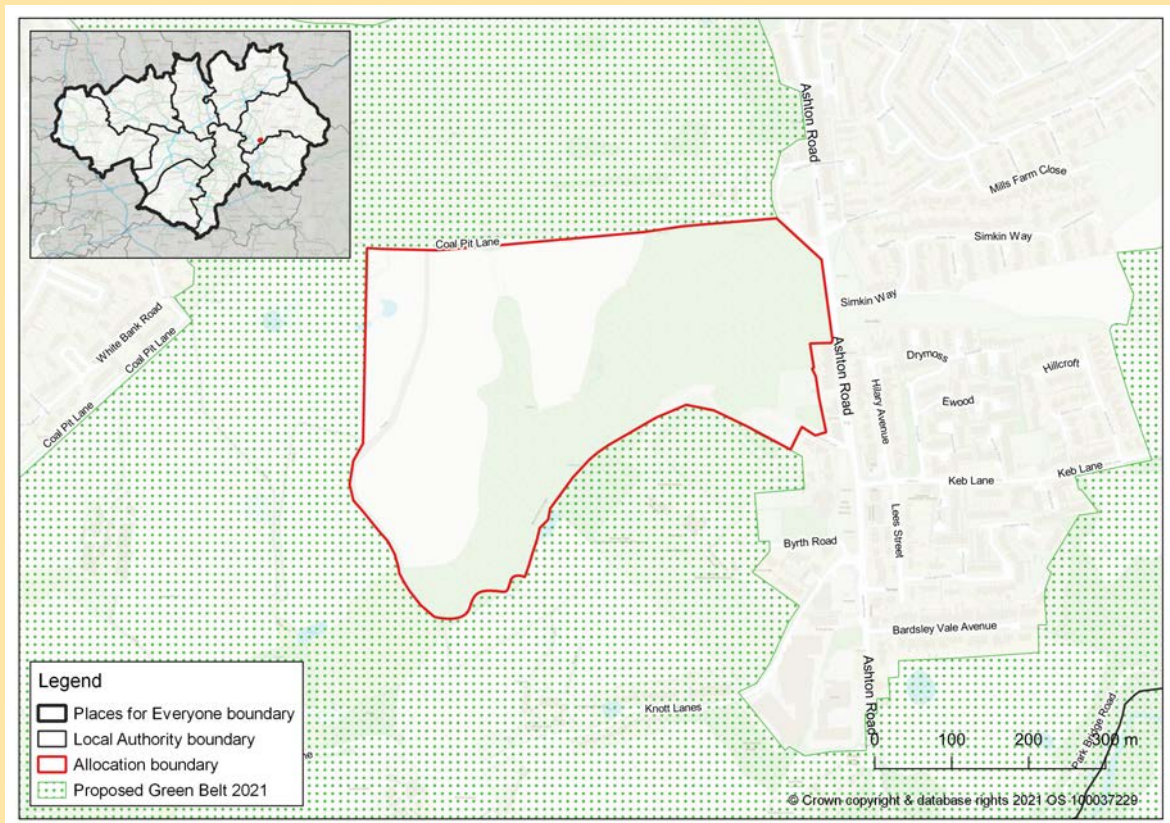 Ashton Road
Mills Farm Close
Coal Pit Lane
Simkin Way
Simkin Way
White Bank Road
Coal Pit Lane
Ashton Road
Drymoss
Hillcroft
Hilary Avenue
Ewood
Coal Pit Lane
Keb Lane
Keb Lane
Lees Street
Byrth Road
Bardsley Vale Avenue
Ashton Road
Knott Lanes
Park Bridge Road
Legend
Places for Everyone boundary
Local Authority boundary
Allocation boundary
Proposed Green Belt 2021
0 100 200 300 m
© Crown copyright & database rights 2021 OS 100037229